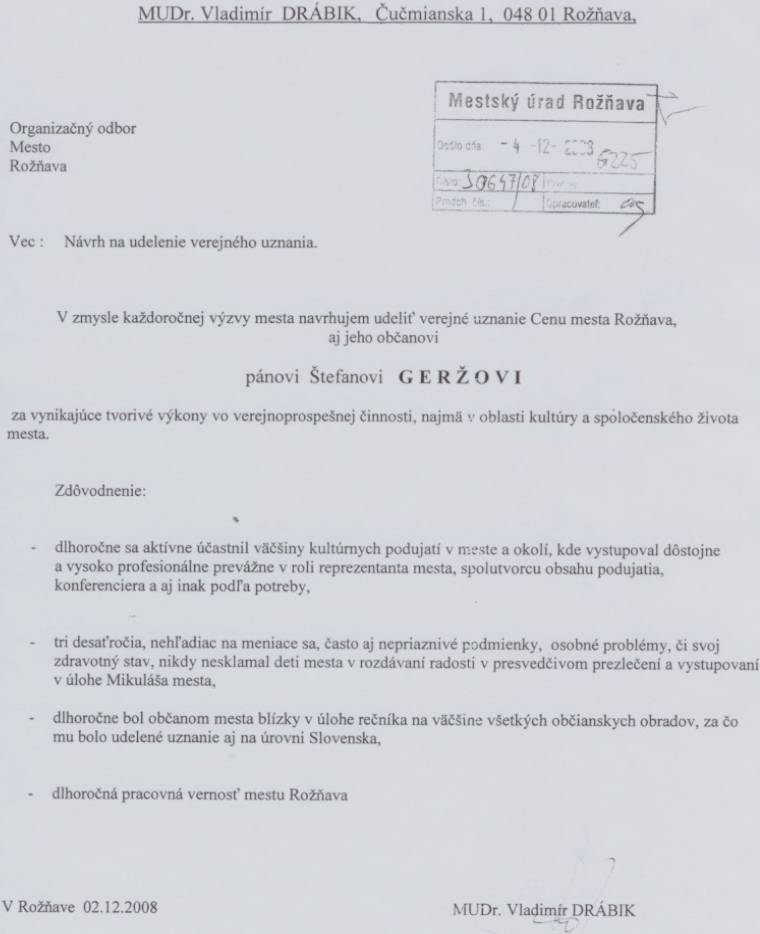 MUDr. Vladimír DRÁBIK, Čučmianska 1, 048 01 Rožňava,
Mestský úrad Rožňava
Organizačný odbor
Mesto
Rožňava
Došlo dňa: - 4 -12- 2008 6225
Číslo: 30647/08
Predch. čís.: Spracovateľ:
Vec : Návrh na udelenie verejného uznania.
V zmysle každoročnej výzvy mesta navrhujem udeliť verejné uznanie Cenu mesta Rožňava,
aj jeho občanovi
pánovi Štefanovi G E R Ž O V I
za vynikajúce tvorivé výkony vo verejnoprospešnej činnosti, najmä v oblasti kultúry a spoločenského života
mesta.
Zdôvodnenie:
- dlhoročne sa aktívne účastnil väčšiny kultúrnych podujatí v meste a okolí, kde vystupoval dôstojne
a vysoko profesionálne prevážne v roli reprezentanta mesta, spolutvorcu obsahu podujatia,
konferenciera a aj inak podľa potreby,
- tri desaťročia, nehľadiac na meniace sa, často aj nepriaznivé podmienky, osobné problémy, či svoj
zdravotný stav, nikdy nesklamal deti mesta v rozdávaní radosti v presvedčivom prezlečení a vystupovaní
v úlohe Mikuláša mesta,
- dlhoročne bol občanom mesta blízky v úlohe rečníka na väčšine všetkých občianskych obradov, za čo
mu bolo udelené uznanie aj na úrovni Slovenska,
- dlhoročná pracovná vernosť mestu Rožňava
V Rožňave 02.12.2008
MUDr. Vladimír DRÁBIK